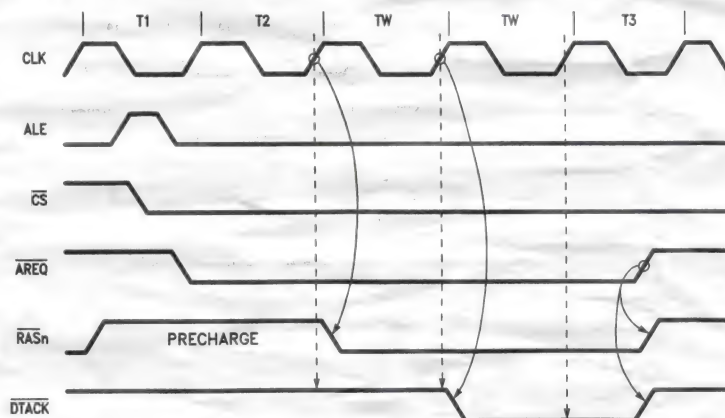 T1 T2 TW TW T3
CLK
ALE
CS
AREQ
RASn
PRECHARGE
DTACK